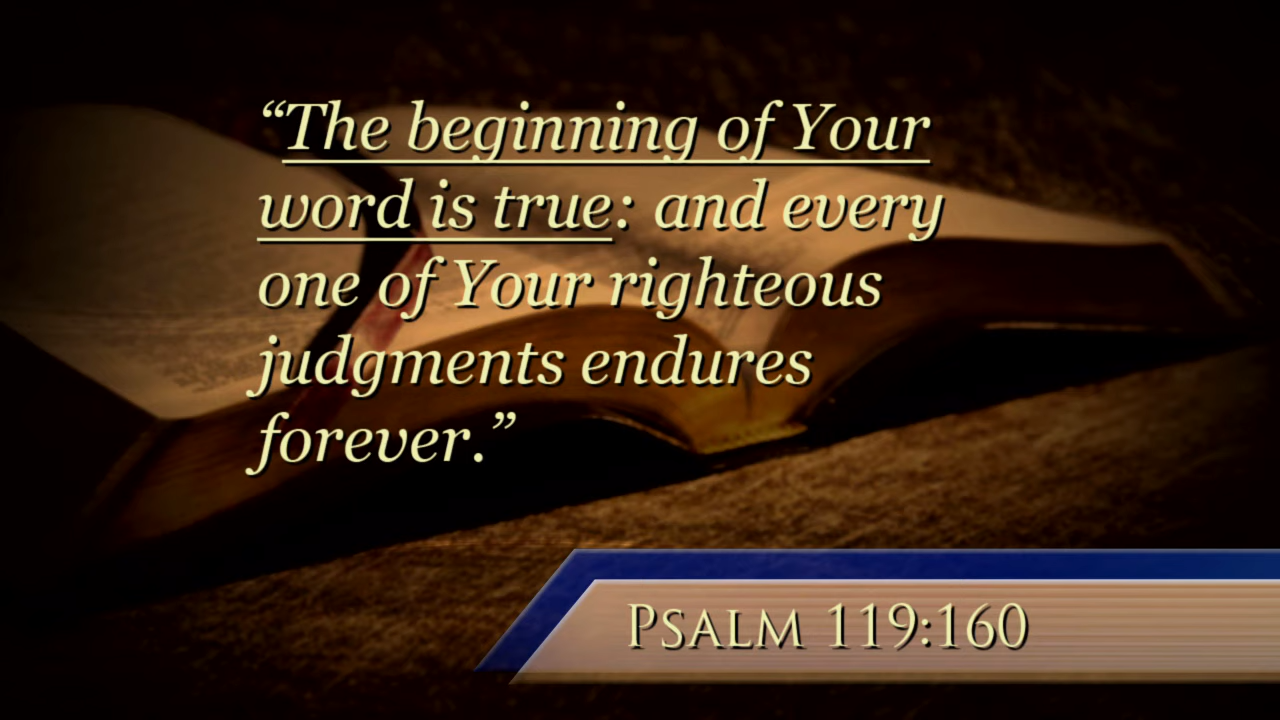 “The beginning of Your
word is true: and every
one of Your righteous
judgments endures
forever.”
Psalm 119:160